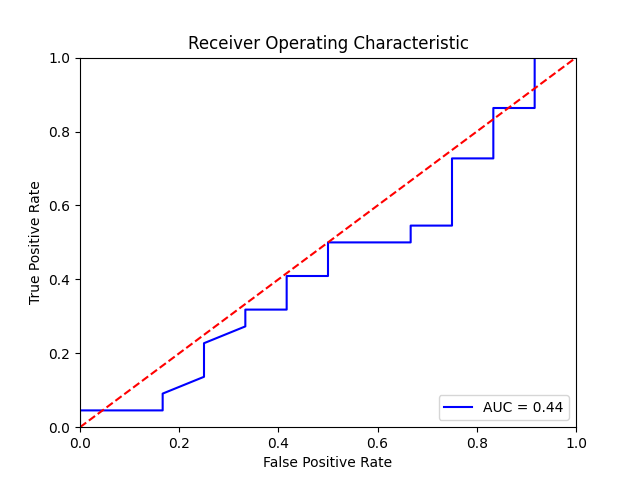 Receiver Operating Characteristic
True Positive Rate
1.0
0.8
0.6
0.4
0.2
0.0
AUC = 0.44
0.0 0.2 0.4 0.6 0.8 1.0
False Positive Rate